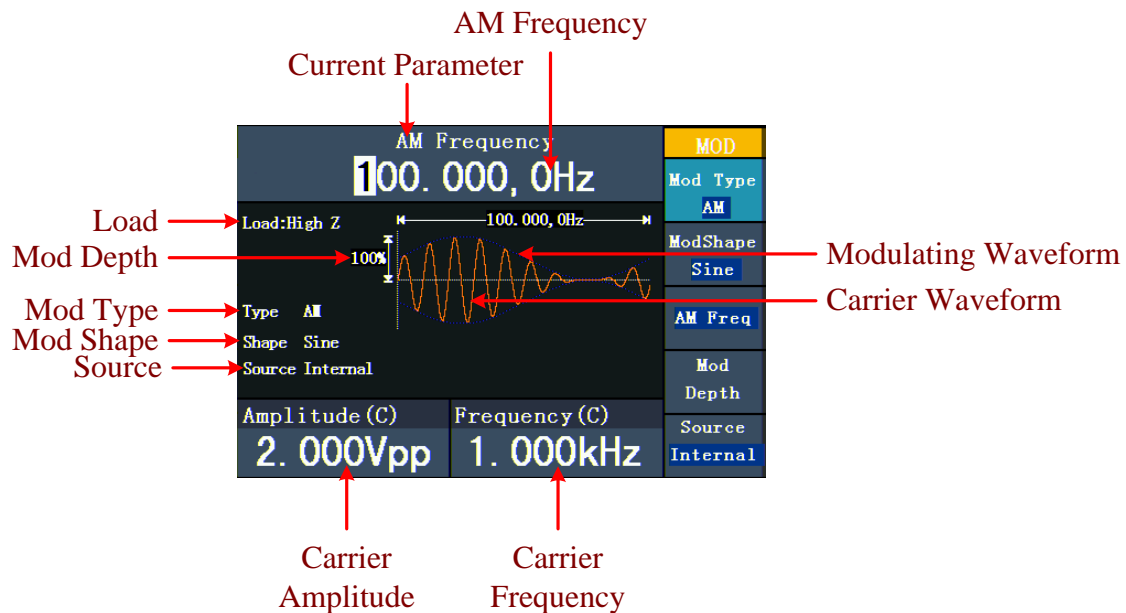 AM Frequency
Current Parameter
AM Frequency
100.000,0Hz
MOD
Mod Type
AM
ModShape
Sine
AM Freq
Mod
Depth
Source
Internal
Load
Load:High Z
100.000,0Hz
Mod Depth
100%
Modulating Waveform
Carrier Waveform
Mod Type
Type AM
Mod Shape
Shape Sine
Source
Source Internal
Amplitude(C)
2.000Vpp
Frequency(C)
1.000kHz
Carrier
Amplitude
Carrier
Frequency